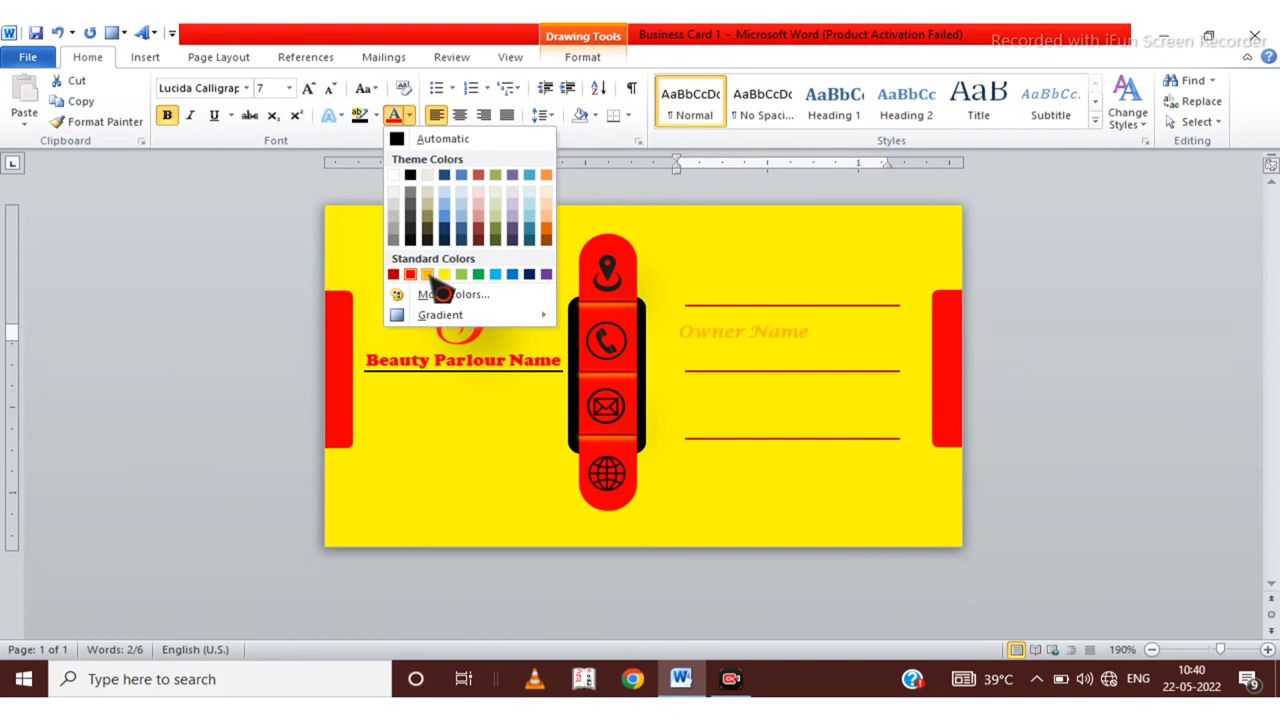 Drawing Tools
Business Card 1 - Microsoft Word (Product Activation Failed)
Recorded with iFun Screen Recorder
File Home Insert Page Layout References Mailings Review View Format
Cut
Copy
Paste
Format Painter
Clipboard
Lucida Calligrap 7
Font
Automatic
Theme Colors
Standard Colors
Gradient
AaBbCcDc AaBbCcDc AaBbC AaBbCc AaB AaBbCc.
¶ Normal ¶ No Spaci... Heading 1 Heading 2 Title Subtitle
Change
Styles
Styles
Find
Replace
Select
Editing
1
Owner Name
Beauty Parlour Name
Page: 1 of 1 Words: 2/6 English (U.S.)
190%
Type here to search
39°C
ENG
10:40
22-05-2022
9